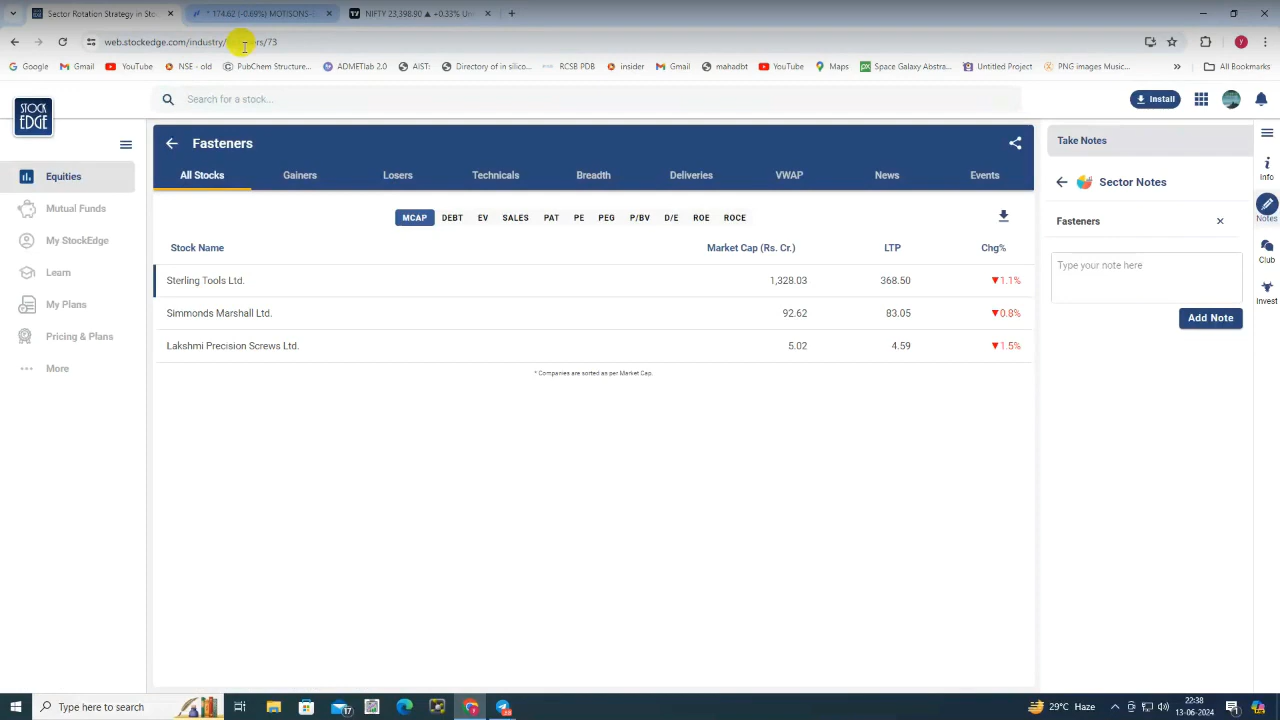 Sector Rotation Strategy in Stoc
174.62 (-0.69%) MOTISONS-
NIFTY 23,398.90 ▲ +0.33% Un
web.stockedge.com/industry/ rs/73
Google Gmail YouTube NSE - old PubChem Structure... ADMETlab 2.0 AIST: Directory of in silico... RCSB PDB insider Gmail mahadbt YouTube Maps Space Galaxy Abstra... Untitled Project PNG images Music... » All Bookmarks
STOCK EDGE
Search for a stock...
Install
Equities
Mutual Funds
My StockEdge
Learn
My Plans
Pricing & Plans
More
Fasteners
All Stocks Gainers Losers Technicals Breadth Deliveries VWAP News Events
MCAP DEBT EV SALES PAT PE PEG P/BV D/E ROE ROCE
Stock Name Market Cap (Rs. Cr.) LTP Chg%
Sterling Tools Ltd. 1,328.03 368.50 ▼1.1%
Simmonds Marshall Ltd. 92.62 83.05 ▼0.8%
Lakshmi Precision Screws Ltd. 5.02 4.59 ▼1.5%
* Companies are sorted as per Market Cap.
Take Notes
Sector Notes
Fasteners
Type your note here
Add Note
Info
Notes
Club
Invest
Type here to search
17
29°C Haze
22:38
13-06-2024